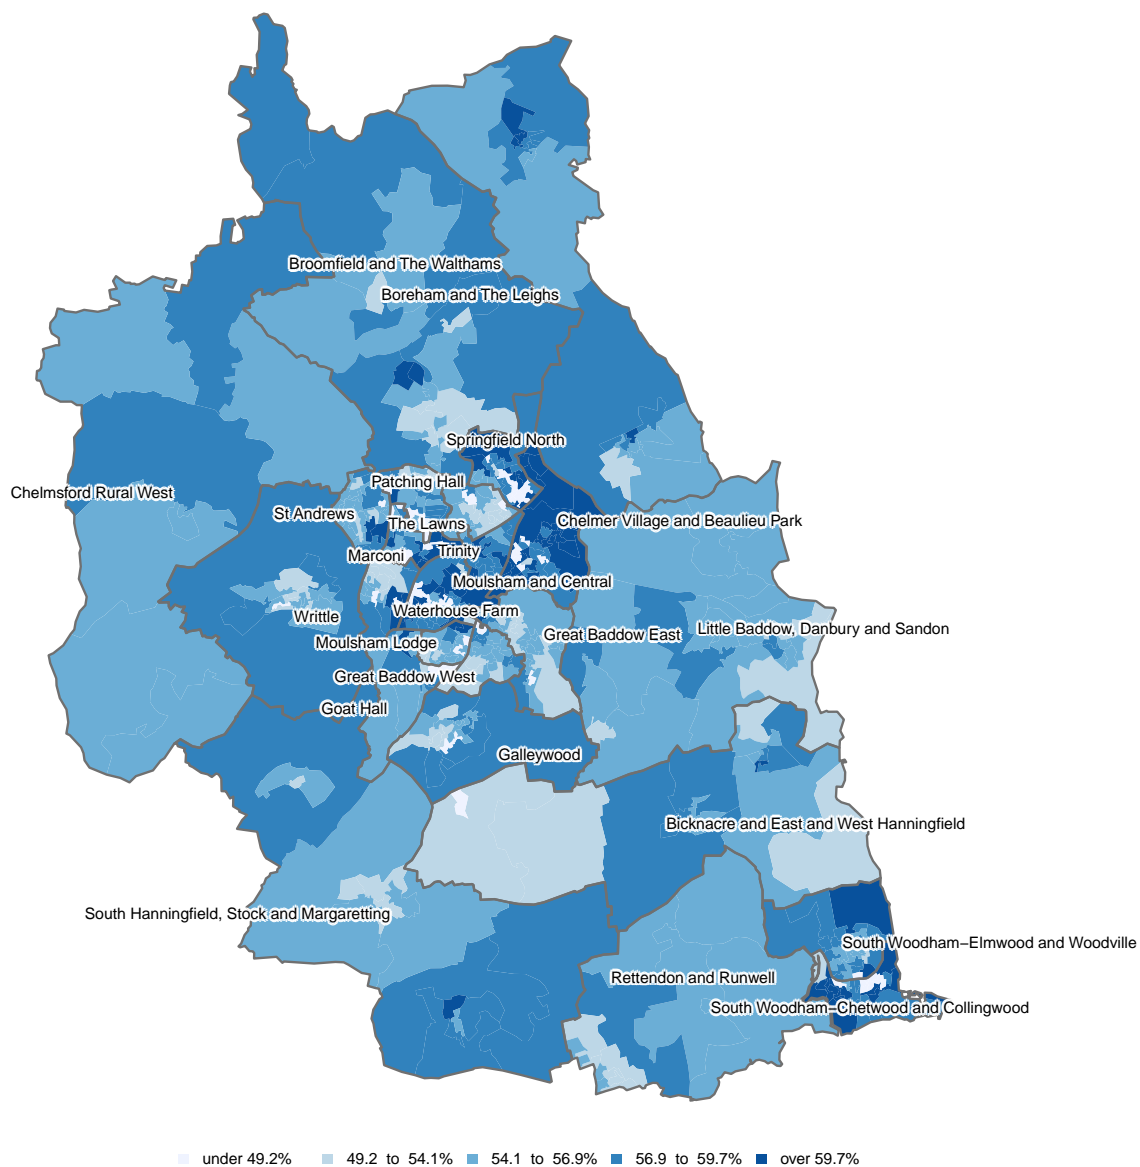 Broomfield and The Walthams
Boreham and The Leighs
Springfield North
Patching Hall
Chelmsford Rural West
St Andrews
The Lawns
Chelmer Village and Beaulieu Park
Marconi
Trinity
Moulsham and Central
Waterhouse Farm
Writtle
Little Baddow, Danbury and Sandon
Great Baddow East
Moulsham Lodge
Great Baddow West
Goat Hall
Galleywood
Bicknacre and East and West Hanningfield
South Hanningfield, Stock and Margaretting
South Woodham−Elmwood and Woodville
Rettendon and Runwell
South Woodham−Chetwood and Collingwood
under 49.2% 49.2 to 54.1% 54.1 to 56.9% 56.9 to 59.7% over 59.7%